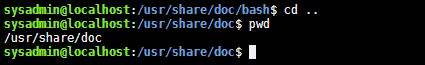 sysadmin@localhost:/usr/share/doc/bash$ cd ..
sysadmin@localhost:/usr/share/doc$ pwd
/usr/share/doc
sysadmin@localhost:/usr/share/doc$